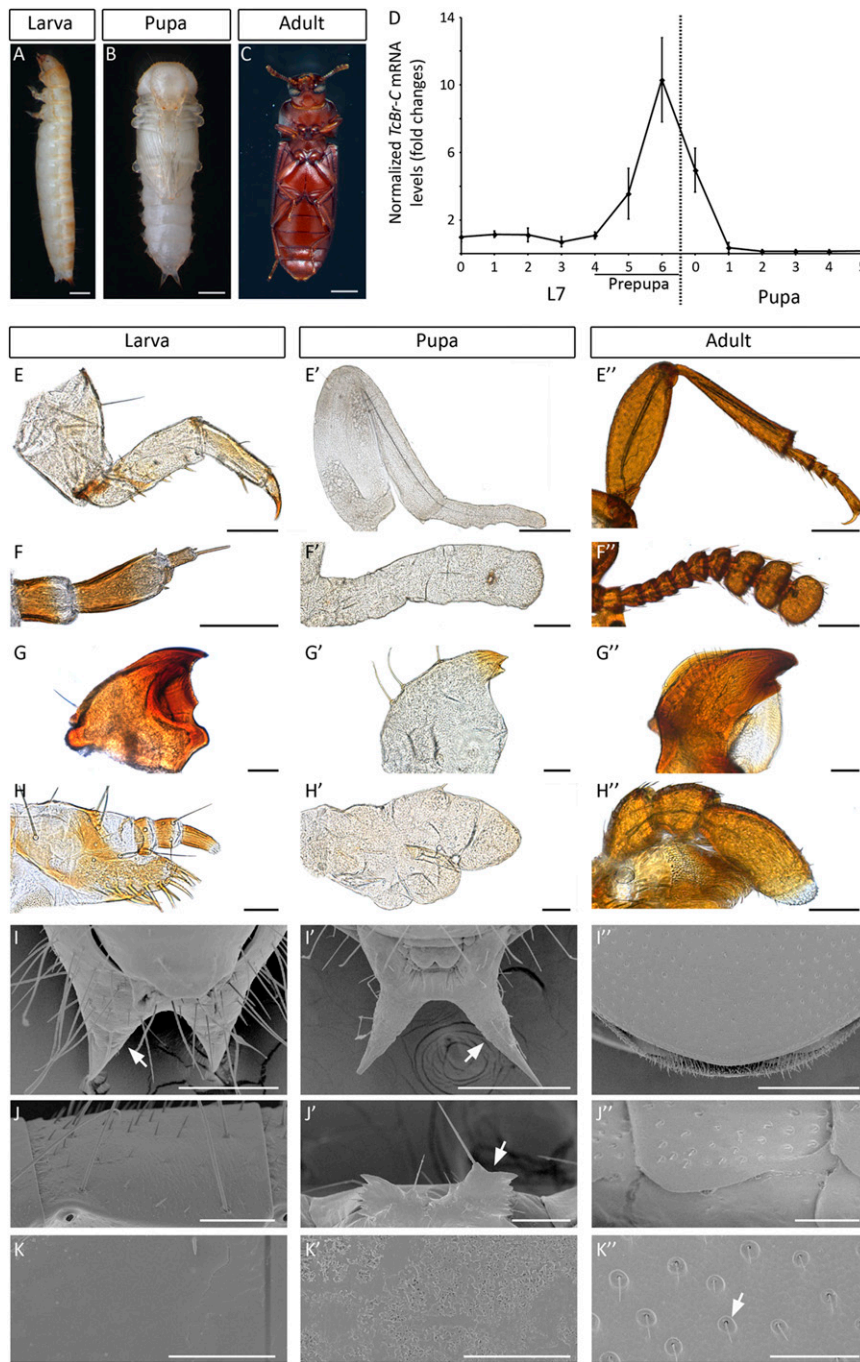 Larva
Pupa
Adult
A
B
C
D
Normalized TcBr-C mRNA
levels (fold changes)
14
10
6
2
0 1 2 3 4 5 6 0 1 2 3 4 5
L7
Prepupa
Pupa
Larva
Pupa
Adult
E
E'
E''
F
F'
F''
G
G'
G''
H
H'
H''
I
I'
I''
J
J'
J''
K
K'
K''